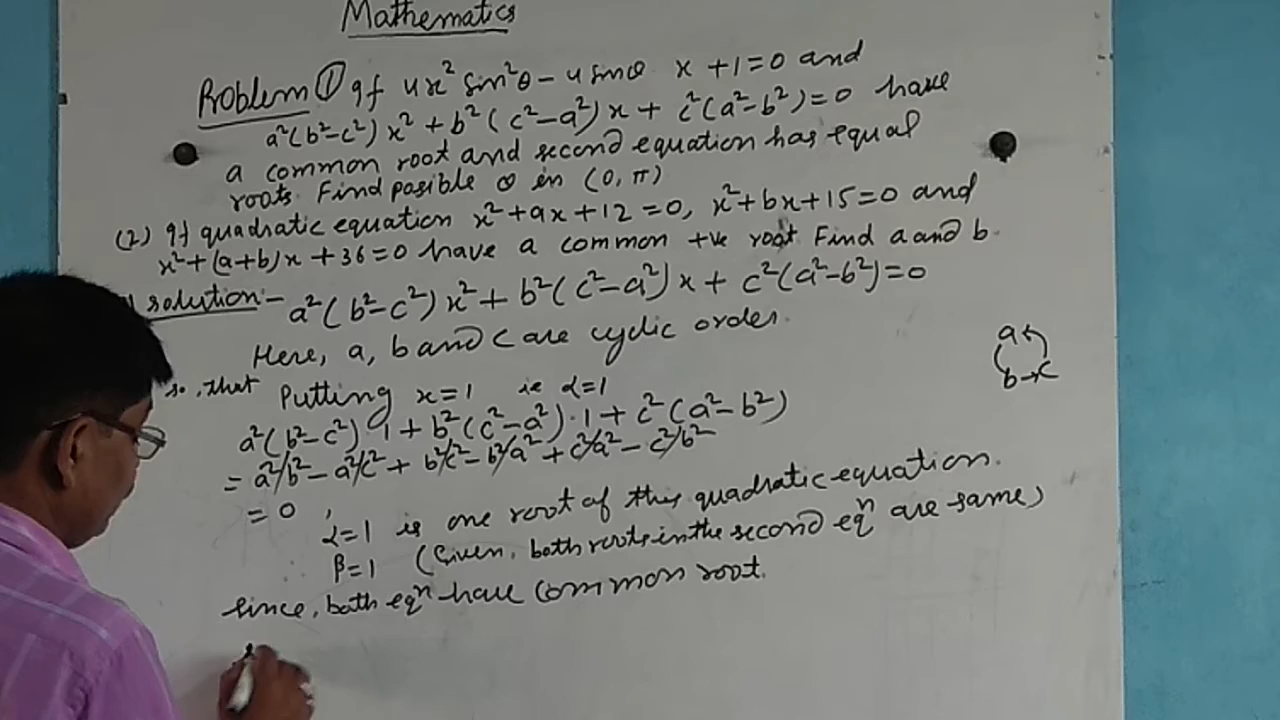 Mathematics
Problem ① If 4x² sin²θ - 4 sinθ x + 1 = 0 and
a²(b²-c²)x² + b²(c²-a²)x + c²(a²-b²)=0 have
a common root and second equation has equal
roots. Find posible θ in (0, π)
(2) If quadratic equation x²+ax+12=0, x²+bx+15=0 and
x²+(a+b)x+36=0 have a common +ve root. Find a and b.
solution:- a²(b²-c²)x² + b²(c²-a²)x + c²(a²-b²)=0
Here, a, b and c are cyclic order.
a
b→c
so, that Putting x=1 ie α=1
a²(b²-c²)·1 + b²(c²-a²)·1 + c²(a²-b²)
= a²b² - a²c² + b²c² - b²a² + c²a² - c²b²
= 0,
α=1 is one root of this quadratic equation.
β=1 (Given, both roots in the second eqⁿ are same)
since, both eqⁿ have common root.